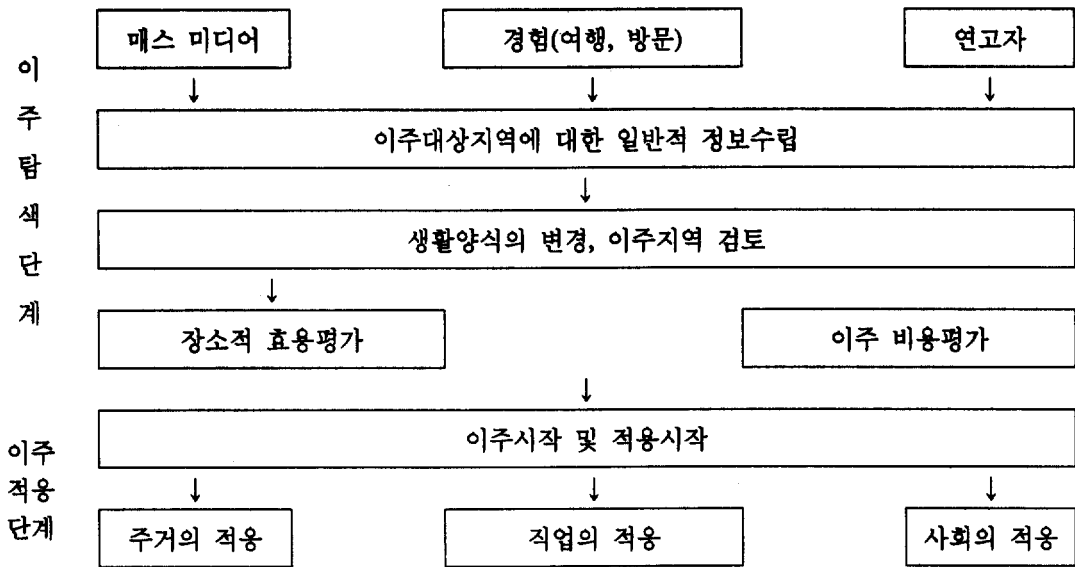 매스 미디어
경험(여행, 방문)
연고자
이주탐색단계
이주대상지역에 대한 일반적 정보수립
생활양식의 변경, 이주지역 검토
장소적 효용평가
이주 비용평가
이주시작 및 적용시작
이주
적응
단계
주거의 적응
직업의 적응
사회의 적응